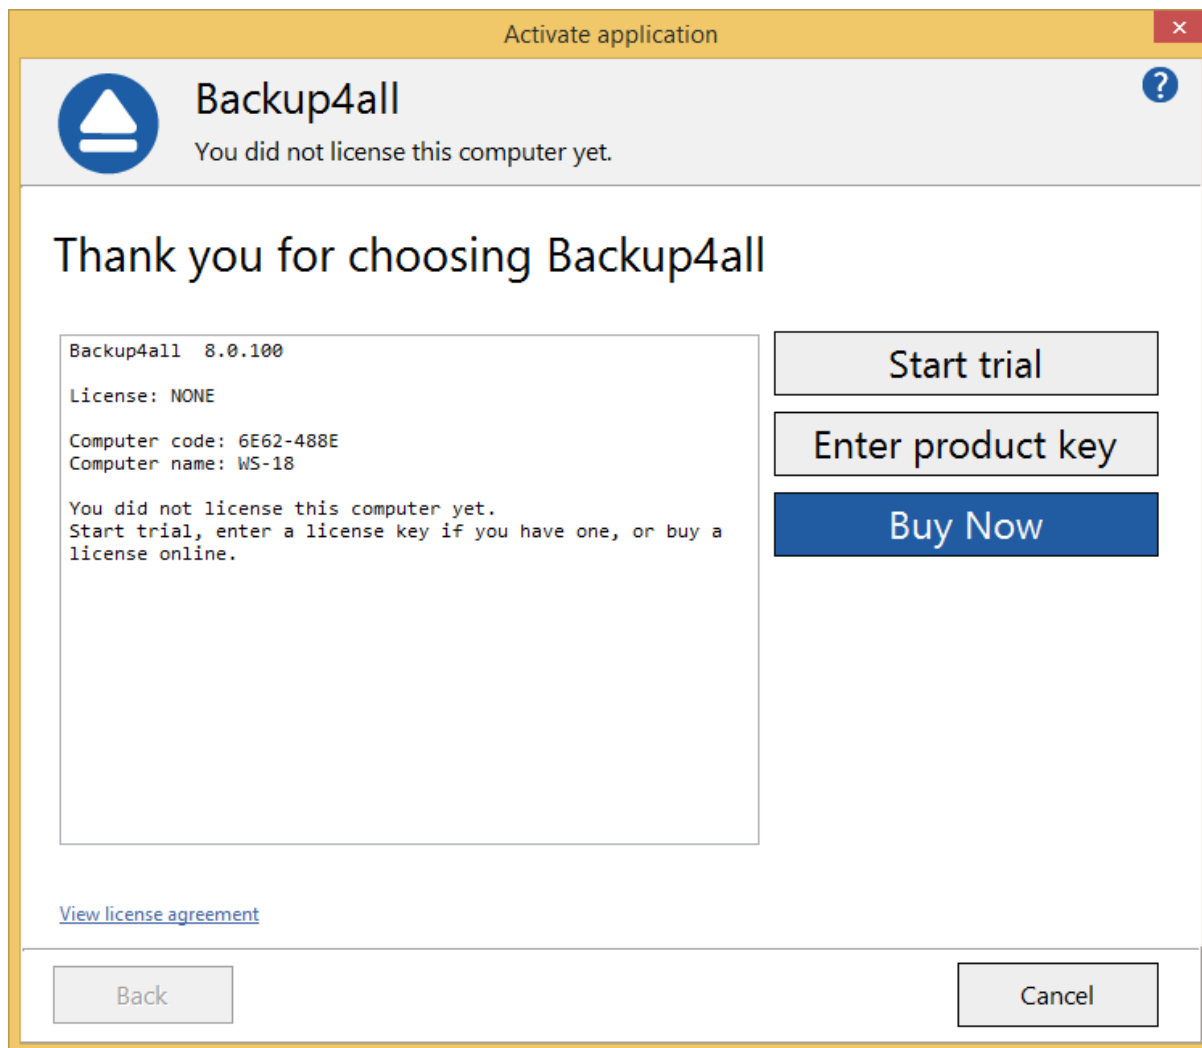 Activate application
Backup4all
You did not license this computer yet.
?
Thank you for choosing Backup4all
Backup4all  8.0.100
License: NONE
Computer code: 6E62-488E
Computer name: WS-18
You did not license this computer yet.
Start trial, enter a license key if you have one, or buy a
license online.
Start trial
Enter product key
Buy Now
View license agreement
Back
Cancel